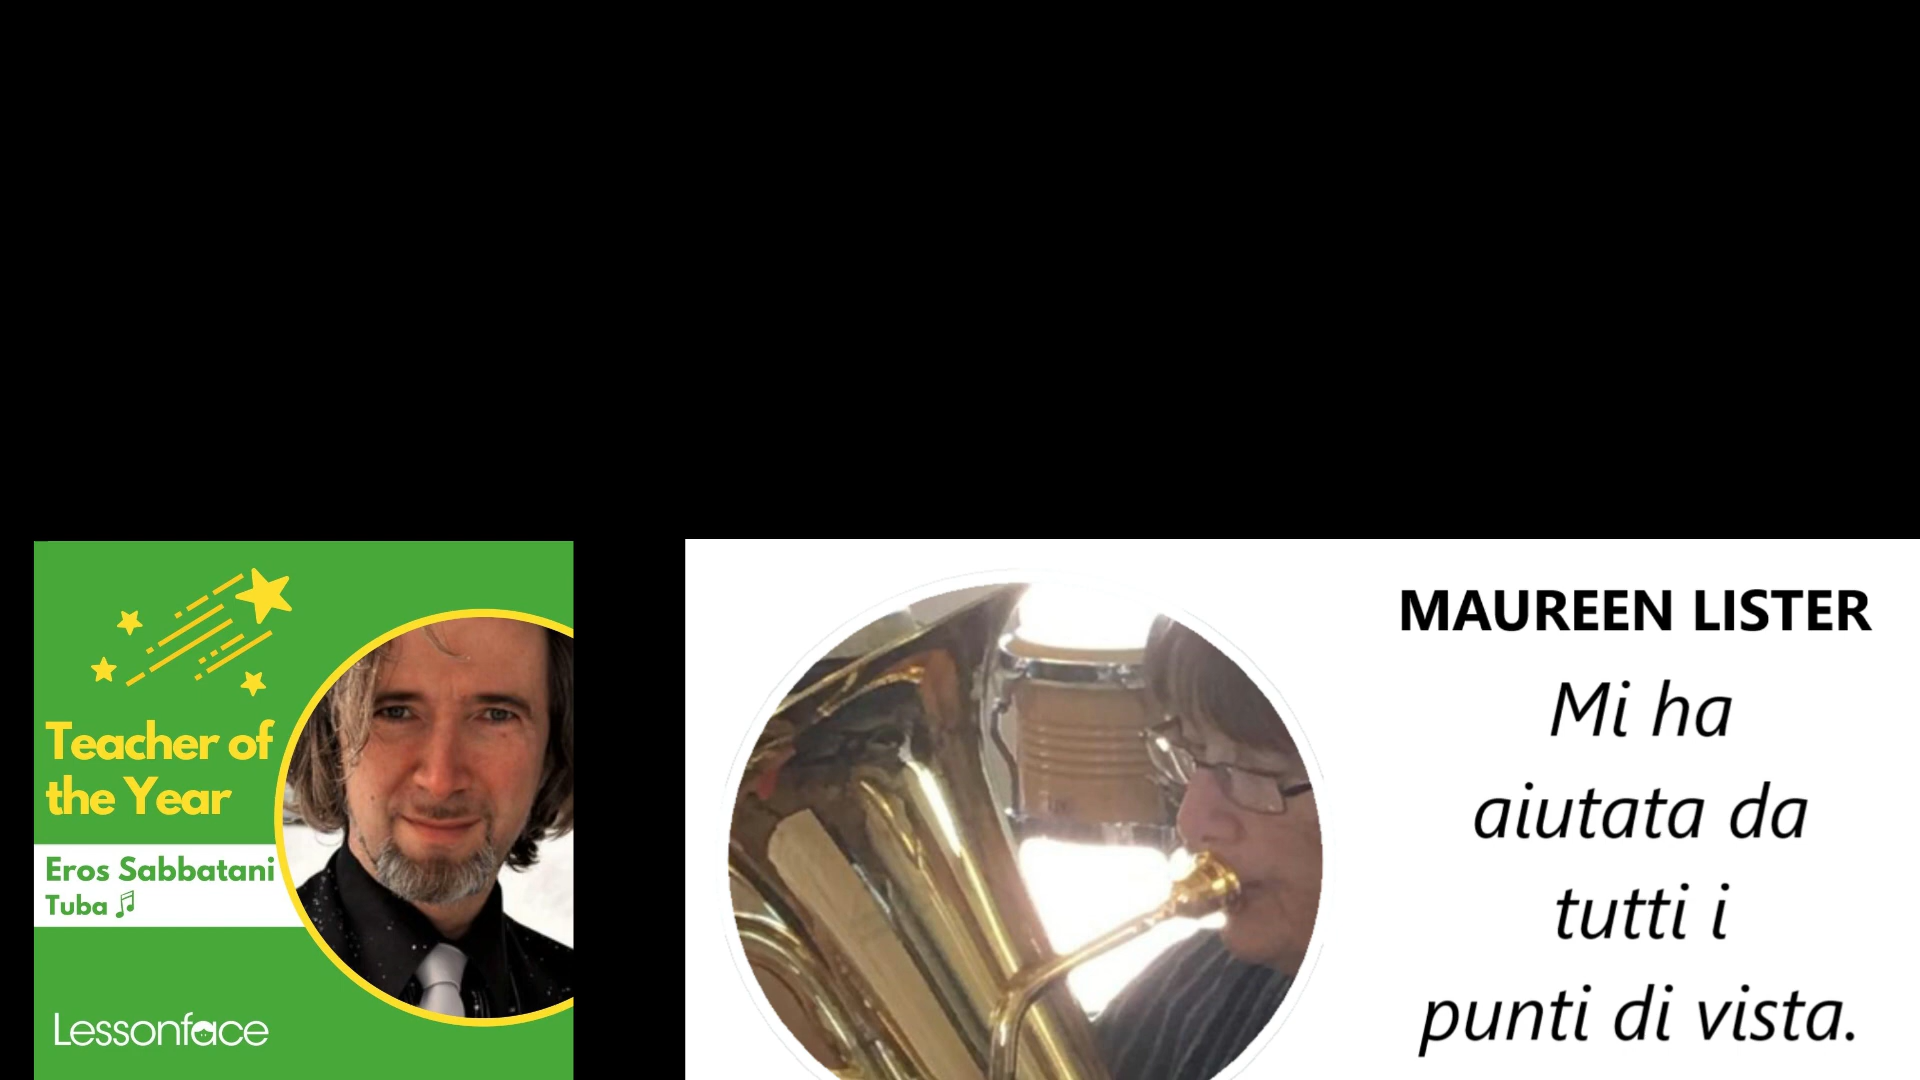 Teacher of
the Year
Eros Sabbatani
Tuba
Lessonface
MAUREEN LISTER
Mi ha
aiutata da
tutti i
punti di vista.